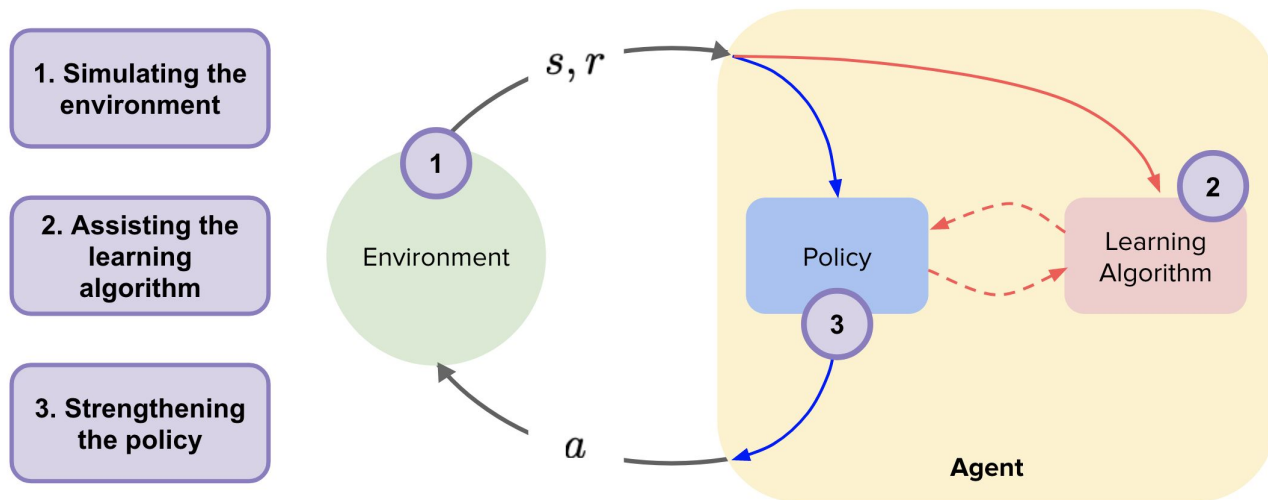 1. Simulating the
environment
2. Assisting the
learning
algorithm
3. Strengthening
the policy
s, r
1
Environment
a
2
Policy
Learning
Algorithm
3
Agent